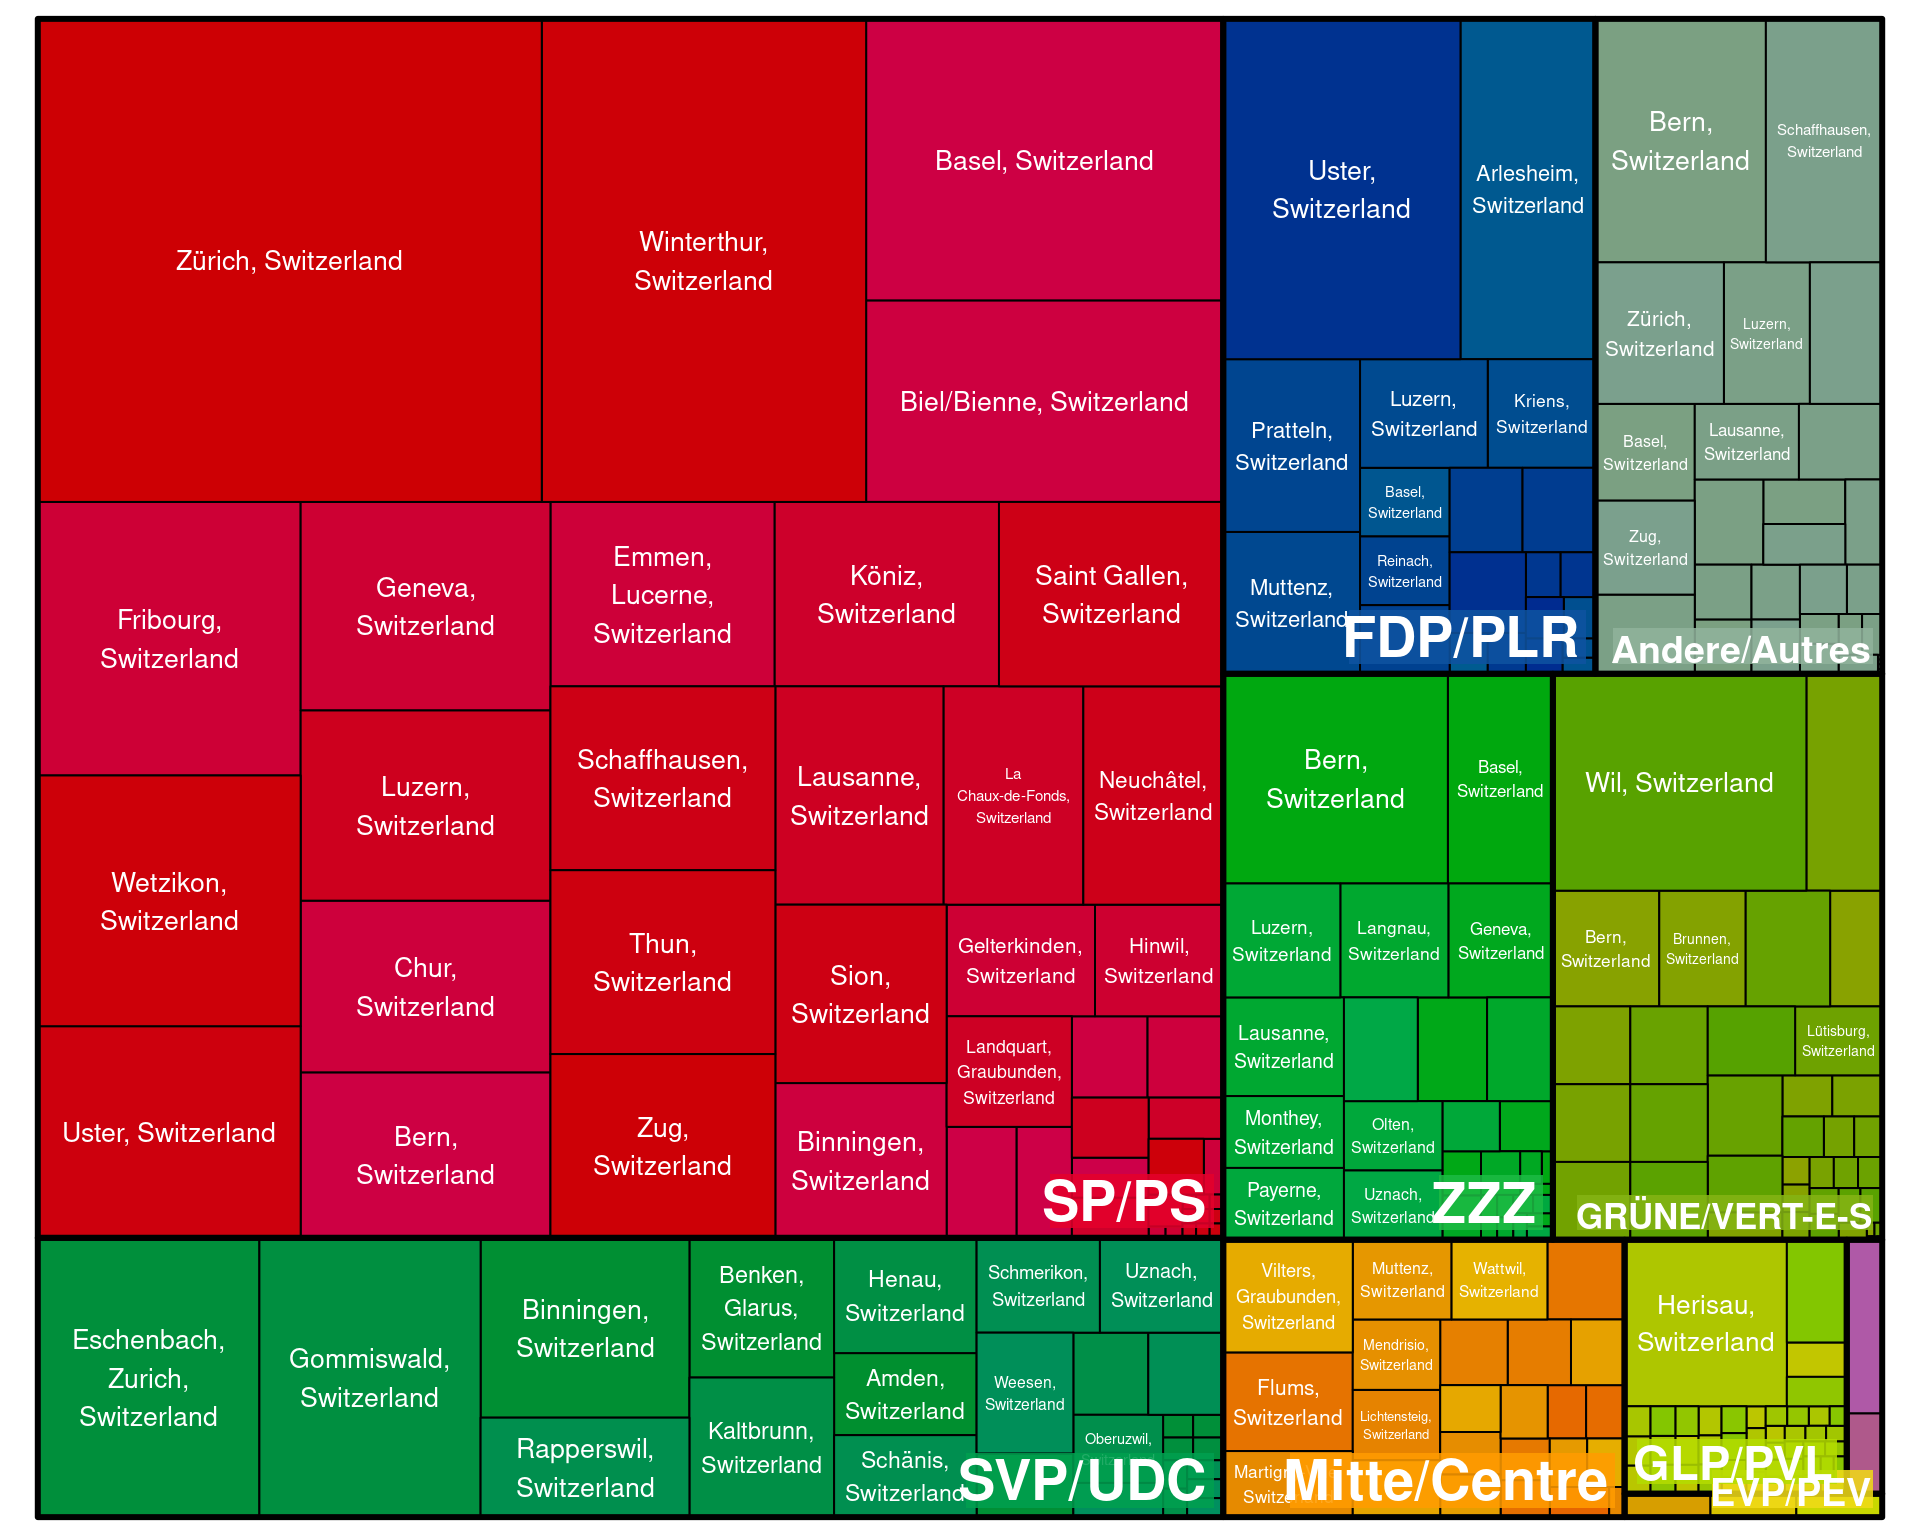 Zürich, Switzerland
Winterthur,
Switzerland
Basel, Switzerland
Biel/Bienne, Switzerland
Fribourg,
Switzerland
Geneva,
Switzerland
Emmen,
Lucerne,
Switzerland
Köniz,
Switzerland
Saint Gallen,
Switzerland
Wetzikon,
Switzerland
Luzern,
Switzerland
Schaffhausen,
Switzerland
Lausanne,
Switzerland
La
Chaux-de-Fonds,
Switzerland
Neuchâtel,
Switzerland
Chur,
Switzerland
Thun,
Switzerland
Sion,
Switzerland
Gelterkinden,
Switzerland
Hinwil,
Switzerland
Landquart,
Graubunden,
Switzerland
Uster, Switzerland
Bern,
Switzerland
Zug,
Switzerland
Binningen,
Switzerland
SP/PS
Uster,
Switzerland
Arlesheim,
Switzerland
Pratteln,
Switzerland
Luzern,
Switzerland
Kriens,
Switzerland
Basel,
Switzerland
Reinach,
Switzerland
Muttenz,
Switzerland
FDP/PLR
Bern,
Switzerland
Schaffhausen,
Switzerland
Zürich,
Switzerland
Luzern,
Switzerland
Basel,
Switzerland
Lausanne,
Switzerland
Zug,
Switzerland
Andere/Autres
Bern,
Switzerland
Basel,
Switzerland
Luzern,
Switzerland
Langnau,
Switzerland
Geneva,
Switzerland
Lausanne,
Switzerland
Monthey,
Switzerland
Olten,
Switzerland
Payerne,
Switzerland
Uznach,
Switzerland
ZZZ
Wil, Switzerland
Bern,
Switzerland
Brunnen,
Switzerland
Lütisburg,
Switzerland
GRÜNE/VERT-E-S
Eschenbach,
Zurich,
Switzerland
Gommiswald,
Switzerland
Binningen,
Switzerland
Rapperswil,
Switzerland
Benken,
Glarus,
Switzerland
Kaltbrunn,
Switzerland
Henau,
Switzerland
Amden,
Switzerland
Schänis,
Switzerland
Schmerikon,
Switzerland
Uznach,
Switzerland
Weesen,
Switzerland
Oberuzwil,
SVP/UDC
Vilters,
Graubunden,
Switzerland
Muttenz,
Switzerland
Wattwil,
Switzerland
Mendrisio,
Switzerland
Flums,
Switzerland
Lichtensteig,
Switzerland
Mitte/Centre
Herisau,
Switzerland
GLP/PVL
EVP/PEV